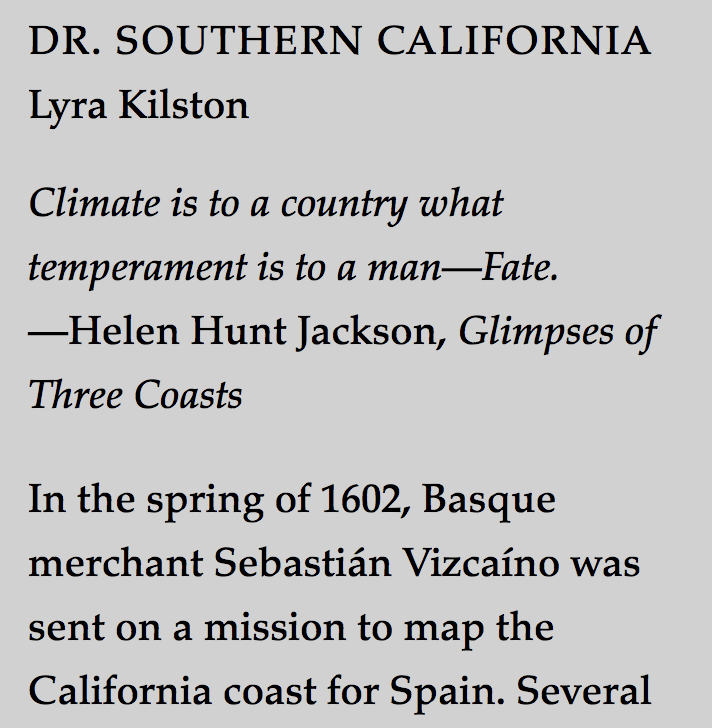 DR. SOUTHERN CALIFORNIA
Lyra Kilston
Climate is to a country what
temperament is to a man—Fate.
—Helen Hunt Jackson, Glimpses of
Three Coasts
In the spring of 1602, Basque
merchant Sebastián Vizcaíno was
sent on a mission to map the
California coast for Spain. Several